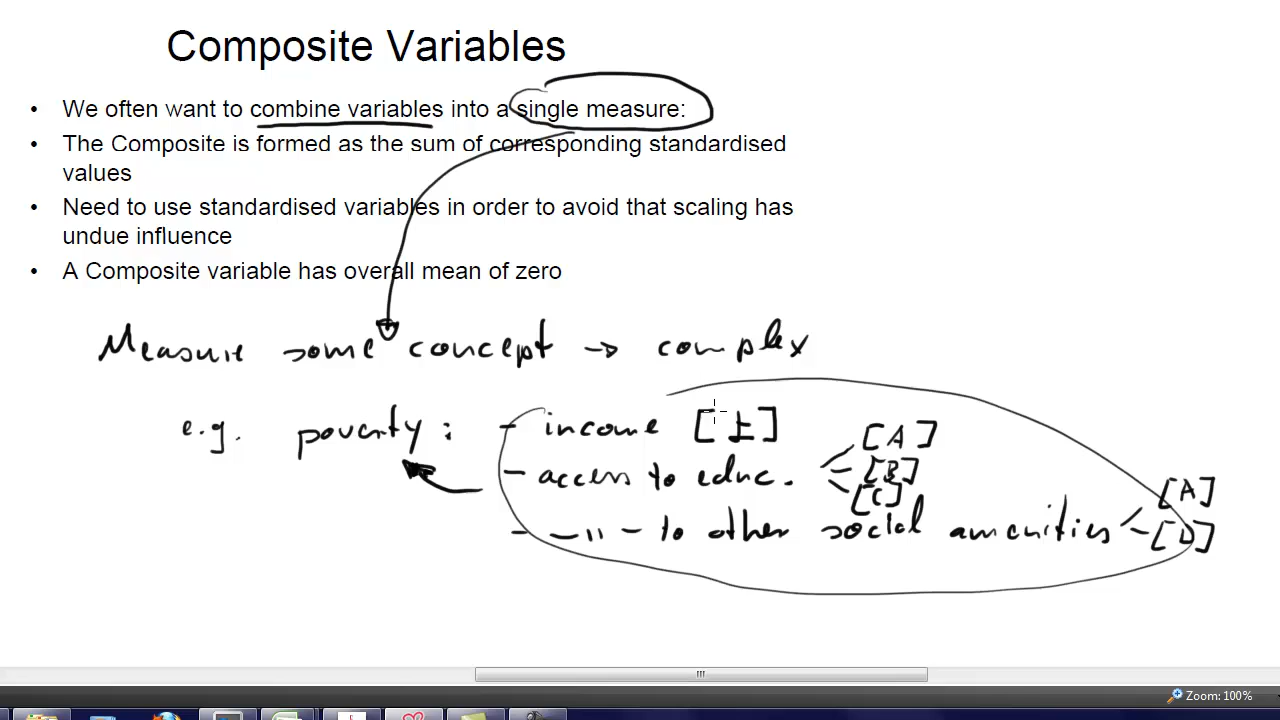 Composite Variables
• We often want to combine variables into a single measure:
• The Composite is formed as the sum of corresponding standardised
values
• Need to use standardised variables in order to avoid that scaling has
undue influence
• A Composite variable has overall mean of zero
Measure some concept → complex
e.g. poverty : - income [ ]
- access to educ. [A]
[B]
[C]
- —"— to other social amenities [A]
[D]
Zoom: 100%